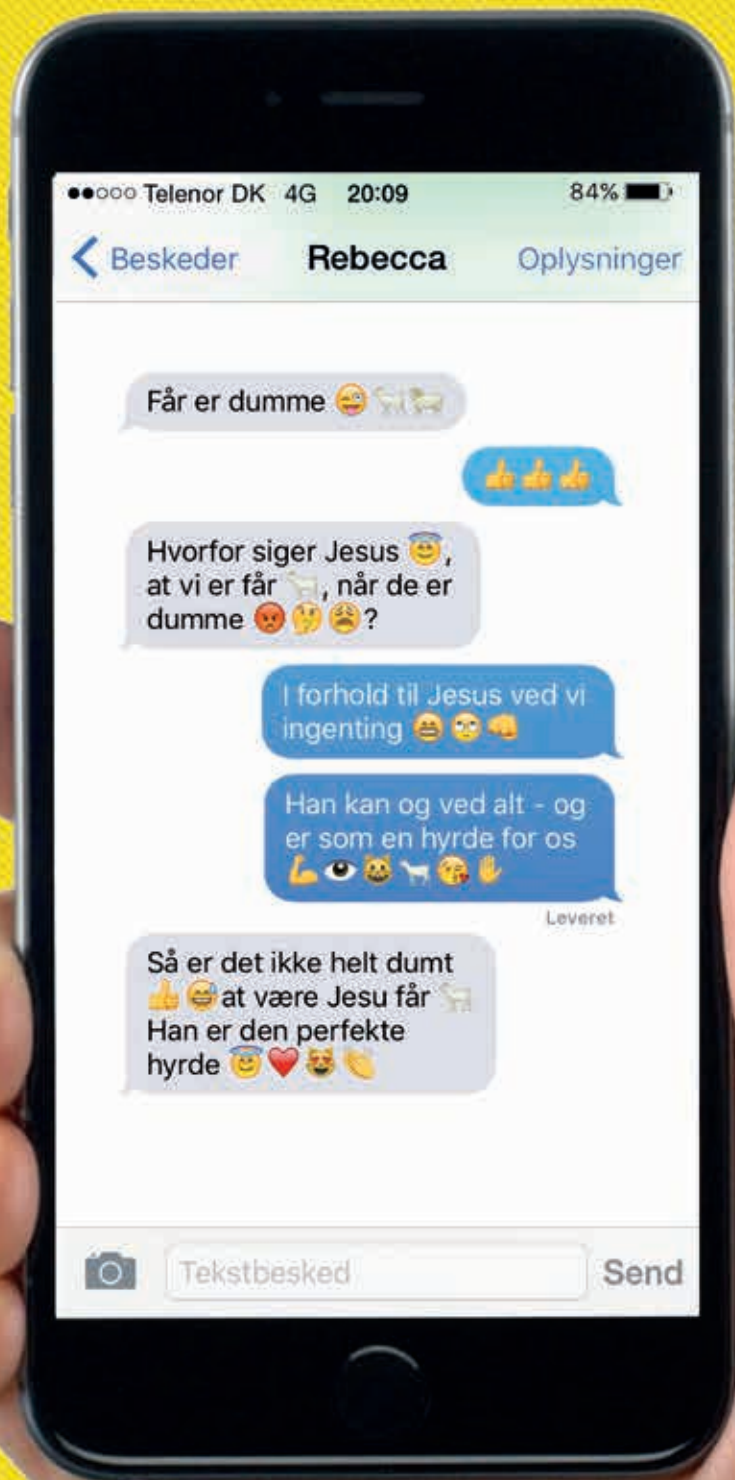 Telenor DK 4G 20:09 84%
Beskeder Rebecca Oplysninger
Får er dumme 😜🐑🐑
👍👍👍
Hvorfor siger Jesus 😇,
at vi er får 🐑, når de er
dumme 😡🤔😩?
I forhold til Jesus ved vi
ingenting 😁🙄👊
Han kan og ved alt - og
er som en hyrde for os
💪👁😸🐑😘✋
Leveret
Så er det ikke helt dumt
👍😅at være Jesu får 🐑
Han er den perfekte
hyrde 😇❤️😻👏
Tekstbesked Send